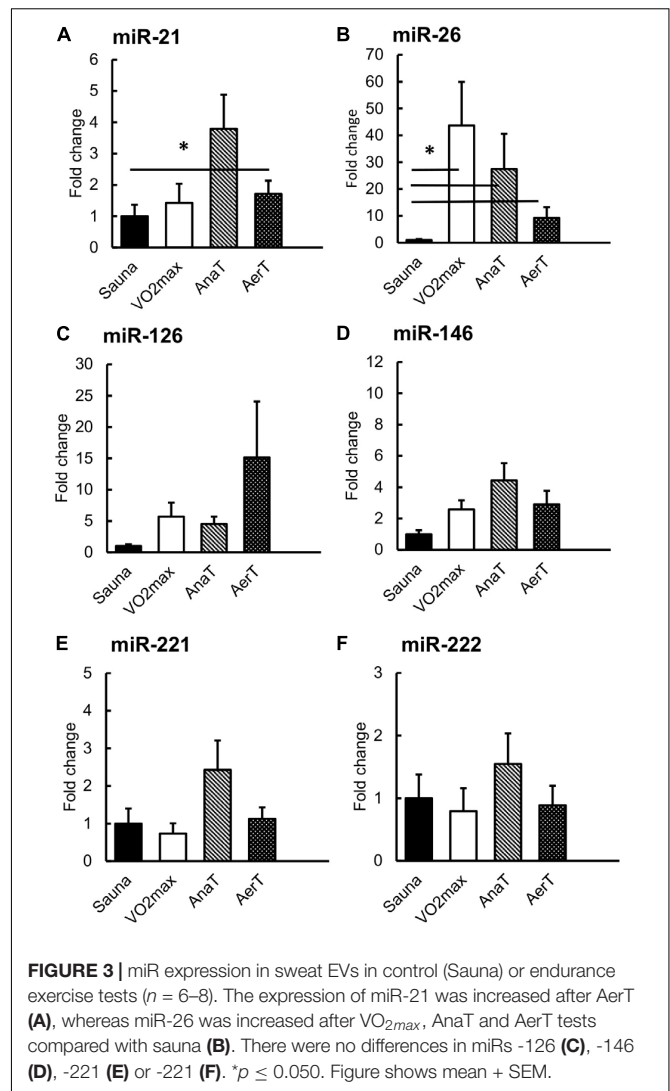 A miR-21
Fold change
6
5
4
3
2
1
0
*
Sauna VO2max AnaT AerT
B miR-26
Fold change
70
60
50
40
30
20
10
0
*
Sauna VO2max AnaT AerT
C miR-126
Fold change
30
25
20
15
10
5
0
Sauna VO2max AnaT AerT
D miR-146
Fold change
12
10
8
6
4
2
0
Sauna VO2max AnaT AerT
E miR-221
Fold change
5
4
3
2
1
0
Sauna VO2max AnaT AerT
F miR-222
Fold change
3
2
1
0
Sauna VO2max AnaT AerT
FIGURE 3 | miR expression in sweat EVs in control (Sauna) or endurance
exercise tests (n = 6–8). The expression of miR-21 was increased after AerT
(A), whereas miR-26 was increased after VO2max, AnaT and AerT tests
compared with sauna (B). There were no differences in miRs -126 (C), -146
(D), -221 (E) or -221 (F). *p ≤ 0.050. Figure shows mean + SEM.